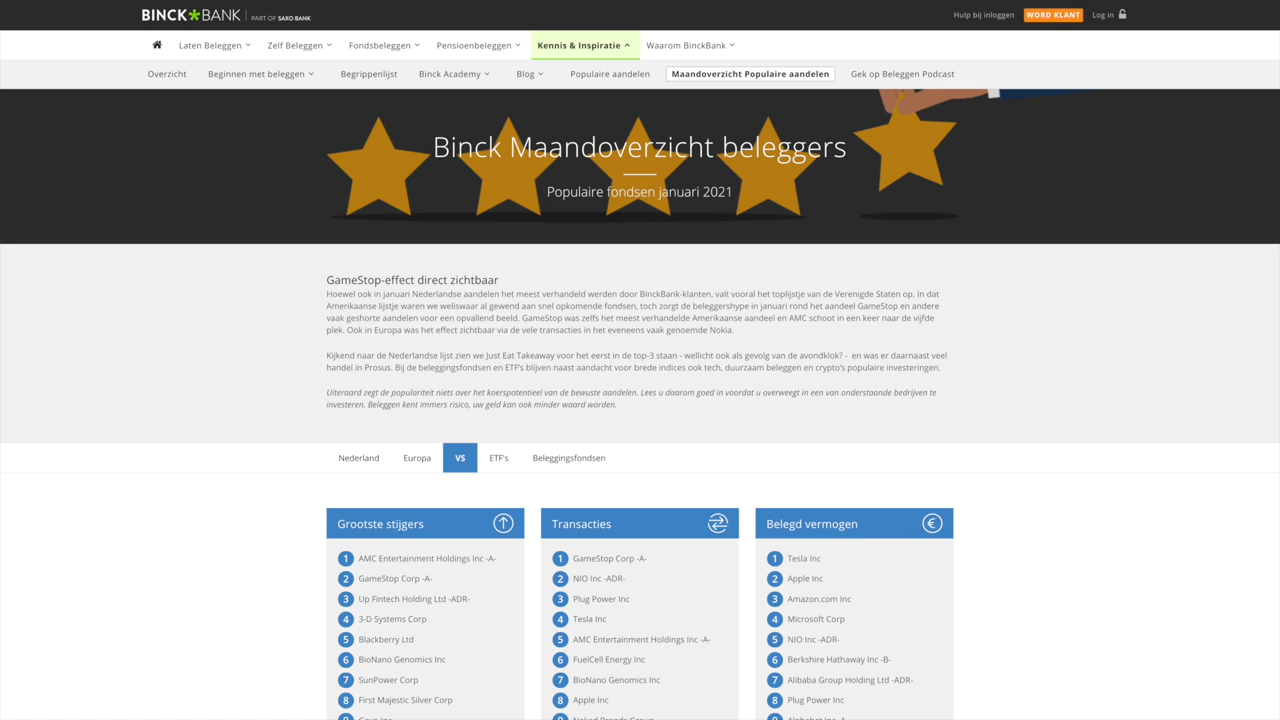 BINCK BANK PART OF SAXO BANK
Hulp bij inloggen WORD KLANT Log in
Laten Beleggen Zelf Beleggen Fondsbeleggen Pensioenbeleggen Kennis & Inspiratie Waarom BinckBank
Overzicht Beginnen met beleggen Begrippenlijst Binck Academy Blog Populaire aandelen Maandoverzicht Populaire aandelen Gek op Beleggen Podcast
Binck Maandoverzicht beleggers
Populaire fondsen januari 2021
GameStop-effect direct zichtbaar
Hoewel ook in januari Nederlandse aandelen het meest verhandeld werden door BinckBank-klanten, valt vooral het toplijstje van de Verenigde Staten op. In dat
Amerikaanse lijstje waren we weliswaar al gewend aan snel opkomende fondsen, toch zorgt de beleggershype in januari rond het aandeel GameStop en andere
vaak geshorte aandelen voor een opvallend beeld. GameStop was zelfs het meest verhandelde Amerikaanse aandeel en AMC schoot in een keer naar de vijfde
plek. Ook in Europa was het effect zichtbaar via de vele transacties in het eveneens vaak genoemde Nokia.
Kijkend naar de Nederlandse lijst zien we Just Eat Takeaway voor het eerst in de top-3 staan - wellicht ook als gevolg van de avondklok? - en was er daarnaast veel
handel in Prosus. Bij de beleggingsfondsen en ETF's blijven naast aandacht voor brede indices ook tech, duurzaam beleggen en crypto's populaire investeringen.
Uiteraard zegt de populariteit niets over het koerspotentieel van de bewuste aandelen. Lees u daarom goed in voordat u overweegt in een van onderstaande bedrijven te
investeren. Beleggen kent immers risico, uw geld kan ook minder waard worden.
Nederland Europa VS ETF's Beleggingsfondsen
Grootste stijgers
1 AMC Entertainment Holdings Inc -A-
2 GameStop Corp -A-
3 Up Fintech Holding Ltd -ADR-
4 3-D Systems Corp
5 Blackberry Ltd
6 BioNano Genomics Inc
7 SunPower Corp
8 First Majestic Silver Corp
Transacties
1 GameStop Corp -A-
2 NIO Inc -ADR-
3 Plug Power Inc
4 Tesla Inc
5 AMC Entertainment Holdings Inc -A-
6 FuelCell Energy Inc
7 BioNano Genomics Inc
8 Apple Inc
Belegd vermogen
€
1 Tesla Inc
2 Apple Inc
3 Amazon.com Inc
4 Microsoft Corp
5 NIO Inc -ADR-
6 Berkshire Hathaway Inc -B-
7 Alibaba Group Holding Ltd -ADR-
8 Plug Power Inc